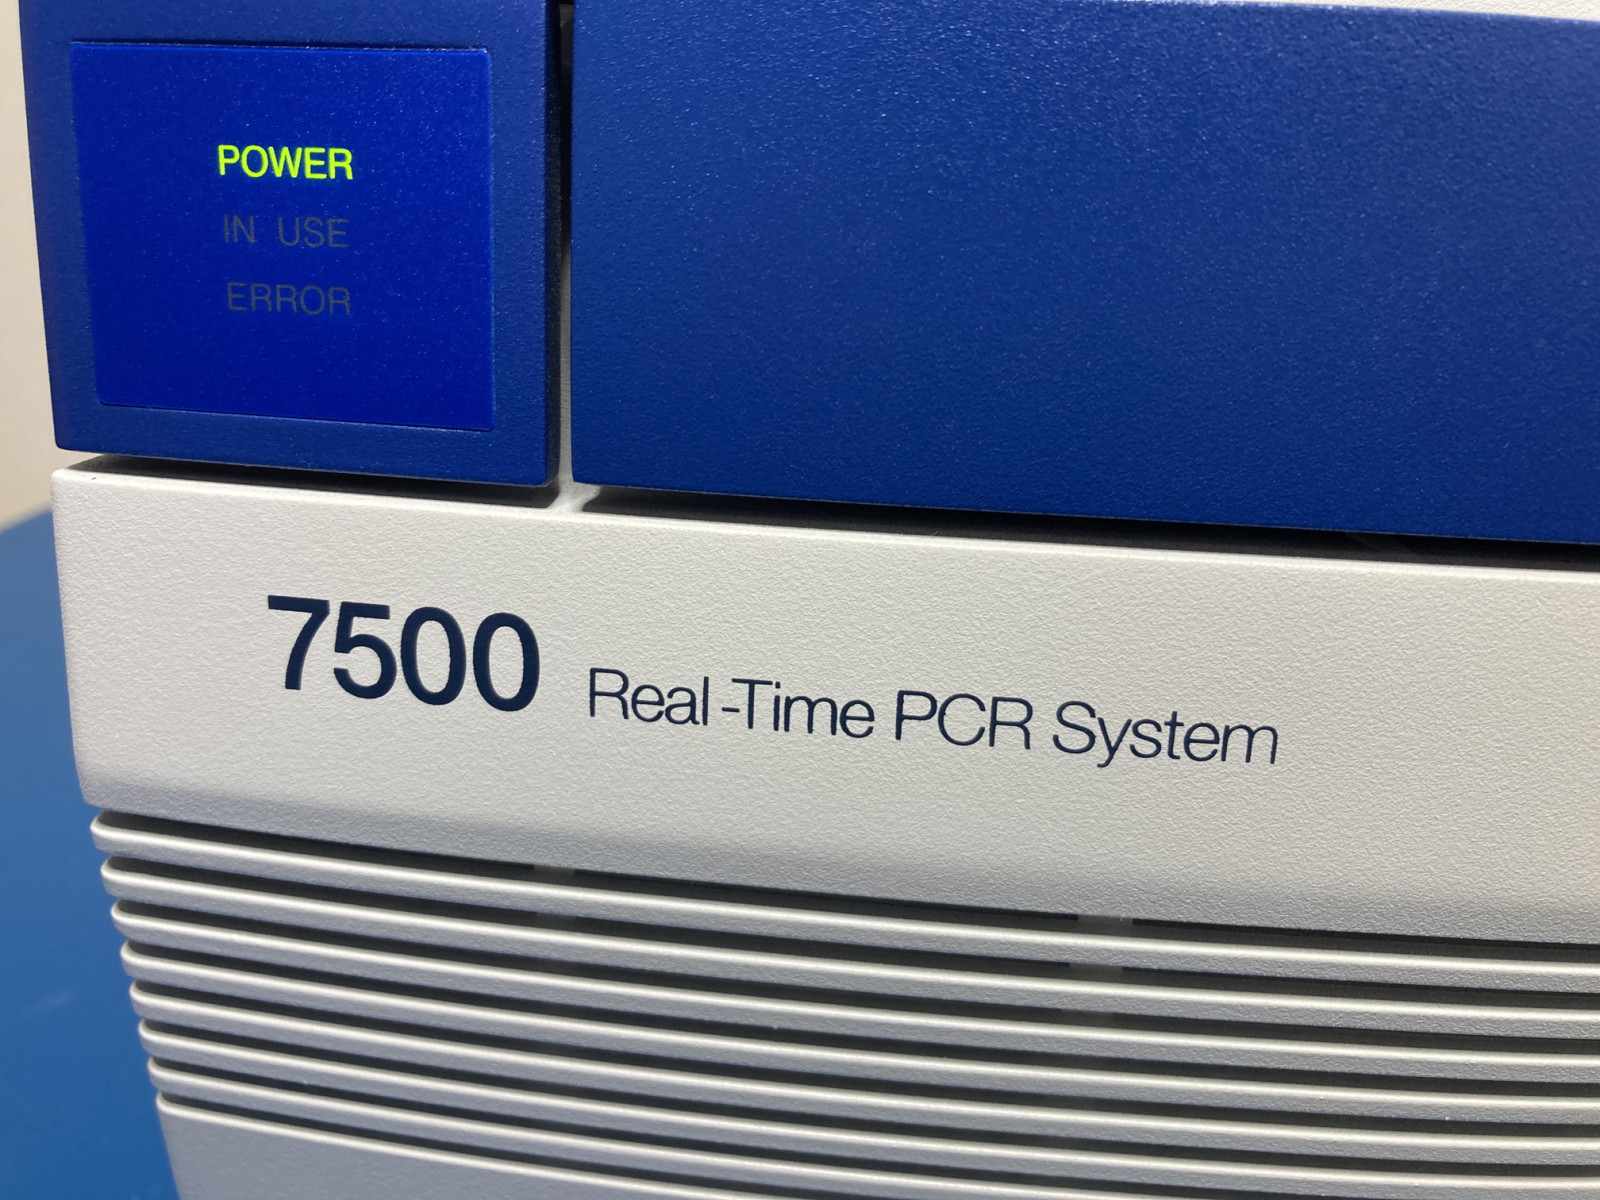 POWER
IN USE
ERROR
7500 Real-Time PCR System